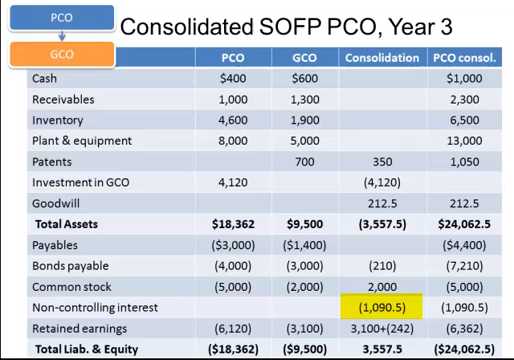 PCO
GCO
Consolidated SOFP PCO, Year 3
PCO GCO Consolidation PCO consol.
Cash $400 $600 $1,000
Receivables 1,000 1,300 2,300
Inventory 4,600 1,900 6,500
Plant & equipment 8,000 5,000 13,000
Patents 700 350 1,050
Investment in GCO 4,120 (4,120)
Goodwill 212.5 212.5
Total Assets $18,362 $9,500 (3,557.5) $24,062.5
Payables ($3,000) ($1,400) ($4,400)
Bonds payable (4,000) (3,000) (210) (7,210)
Common stock (5,000) (2,000) 2,000 (5,000)
Non-controlling interest (1,090.5) (1,090.5)
Retained earnings (6,120) (3,100) 3,100+(242) (6,362)
Total Liab. & Equity ($18,362) ($9,500) 3,557.5 ($24,062.5)